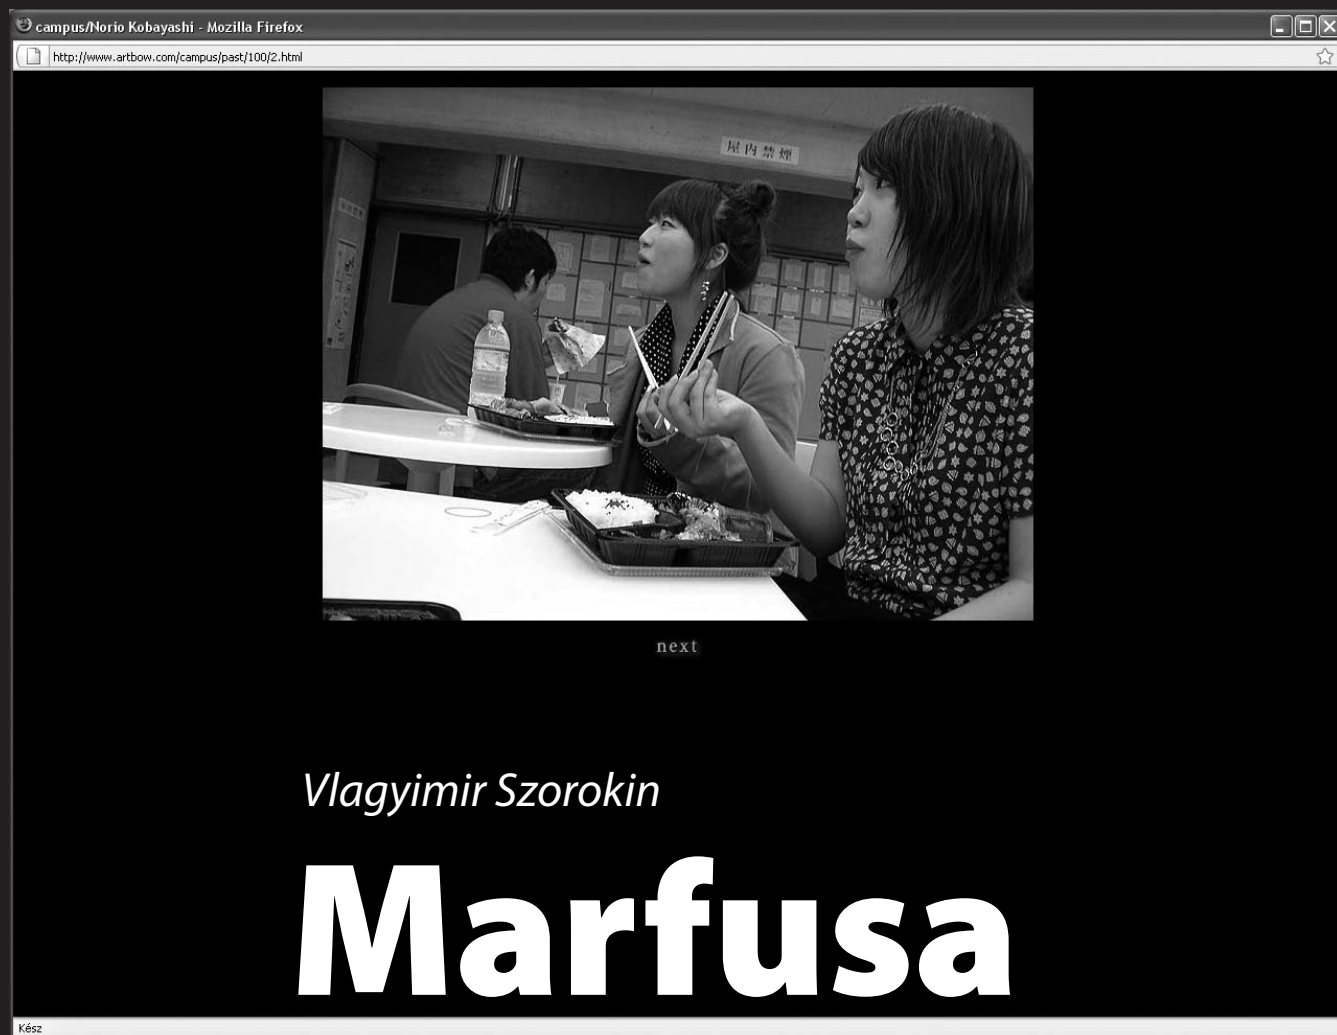 campus/Norio Kobayashi - Mozilla Firefox
http://www.artbow.com/campus/past/100/2.html
屋内禁煙
next
Vlagyimir Szorokin
Marfusa
Kész